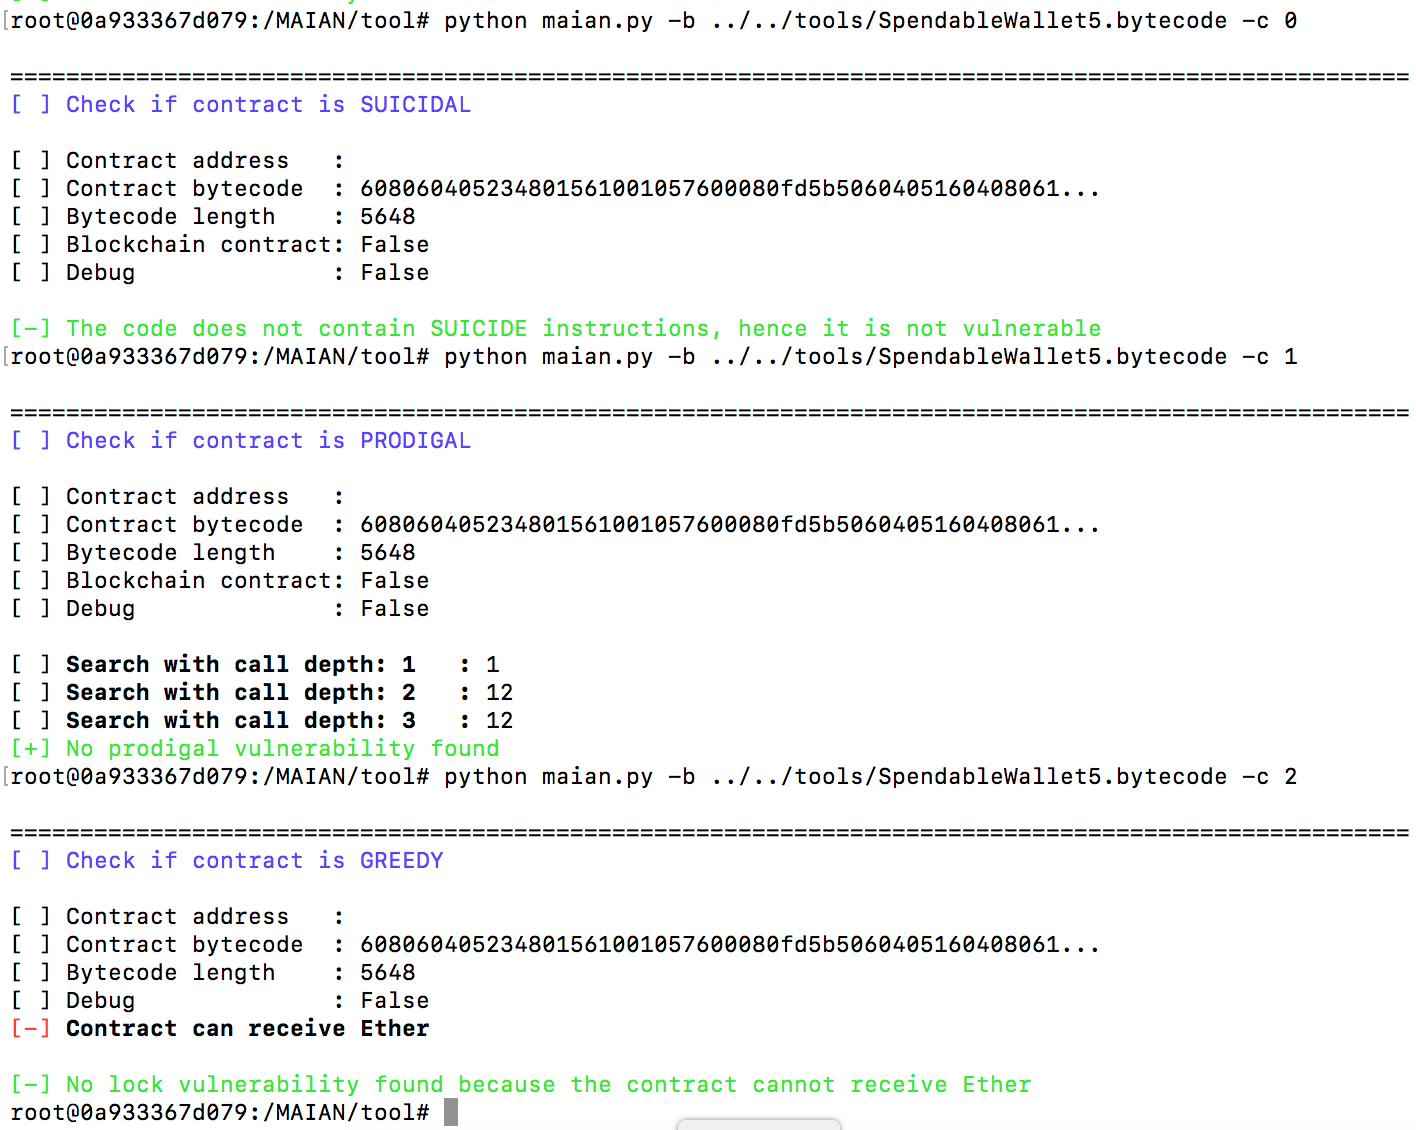 root@0a933367d079:/MAIAN/tool# python maian.py -b ../../tools/SpendableWallet5.bytecode -c 0
====================================================================================================
[ ] Check if contract is SUICIDAL
[ ] Contract address   :
[ ] Contract bytecode  : 608060405234801561001057600080fd5b5060405160408061...
[ ] Bytecode length    : 5648
[ ] Blockchain contract: False
[ ] Debug              : False
[-] The code does not contain SUICIDE instructions, hence it is not vulnerable
root@0a933367d079:/MAIAN/tool# python maian.py -b ../../tools/SpendableWallet5.bytecode -c 1
====================================================================================================
[ ] Check if contract is PRODIGAL
[ ] Contract address   :
[ ] Contract bytecode  : 608060405234801561001057600080fd5b5060405160408061...
[ ] Bytecode length    : 5648
[ ] Blockchain contract: False
[ ] Debug              : False
[ ] Search with call depth: 1   : 1
[ ] Search with call depth: 2   : 12
[ ] Search with call depth: 3   : 12
[+] No prodigal vulnerability found
root@0a933367d079:/MAIAN/tool# python maian.py -b ../../tools/SpendableWallet5.bytecode -c 2
====================================================================================================
[ ] Check if contract is GREEDY
[ ] Contract address   :
[ ] Contract bytecode  : 608060405234801561001057600080fd5b5060405160408061...
[ ] Bytecode length    : 5648
[ ] Debug              : False
[-] Contract can receive Ether
[-] No lock vulnerability found because the contract cannot receive Ether
root@0a933367d079:/MAIAN/tool#